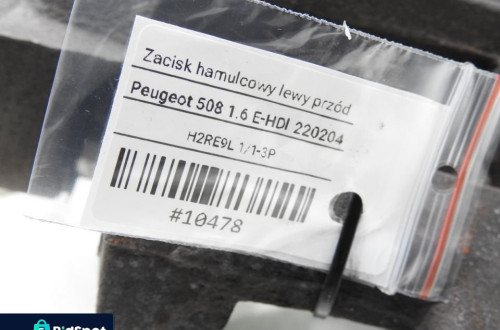 Zacisk hamulcowy lewy przód
Peugeot 508 1.6 E-HDI 220204
H2RE9L 1/1-3P
#10478